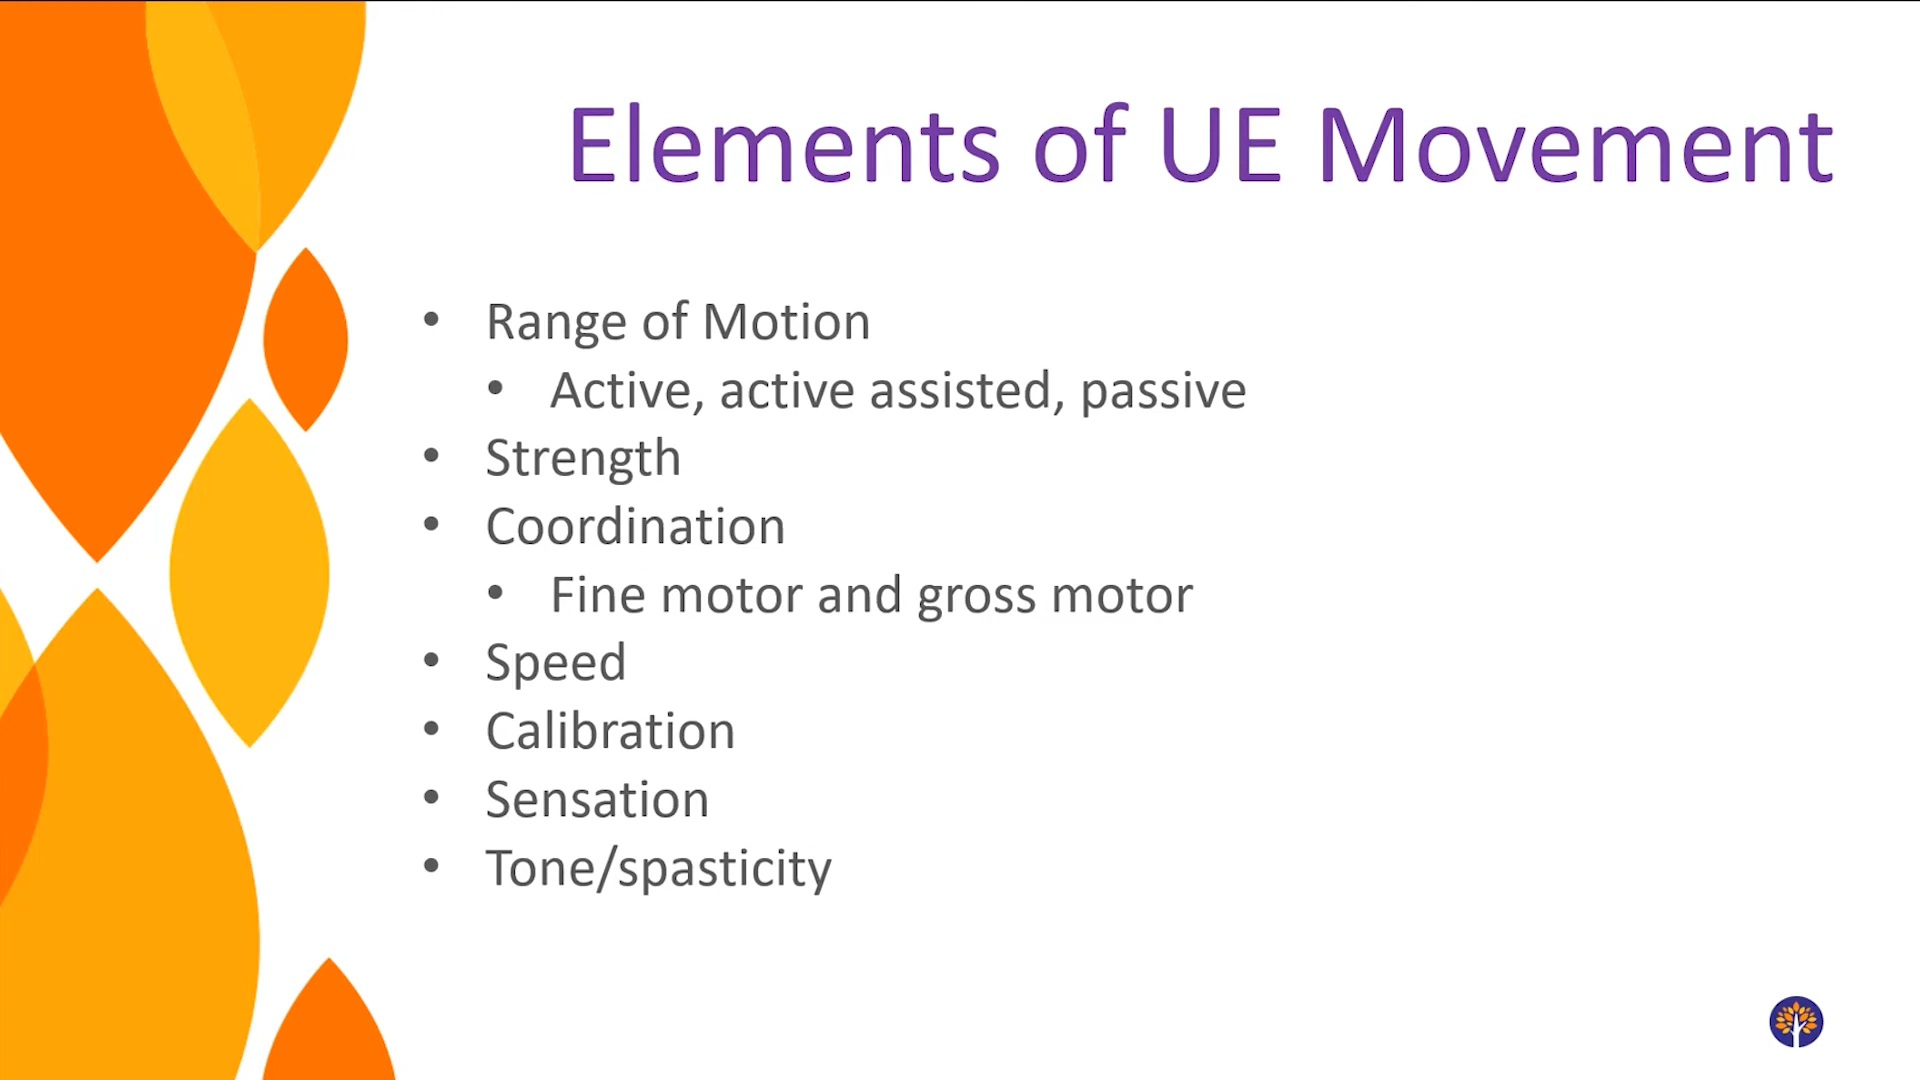 Elements of UE Movement
• Range of Motion
• Active, active assisted, passive
• Strength
• Coordination
• Fine motor and gross motor
• Speed
• Calibration
• Sensation
• Tone/spasticity